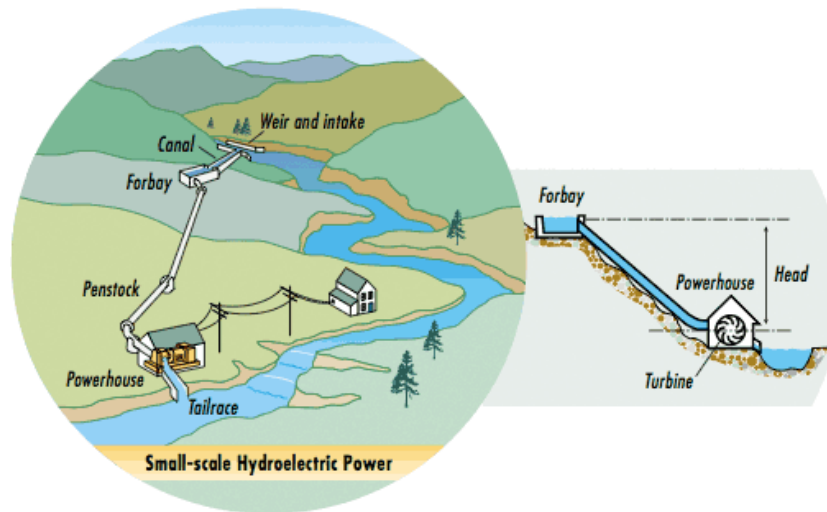 Weir and intake
Canal
Forbay
Penstock
Powerhouse
Tailrace
Small-scale Hydroelectric Power
Forbay
Powerhouse
Head
Turbine